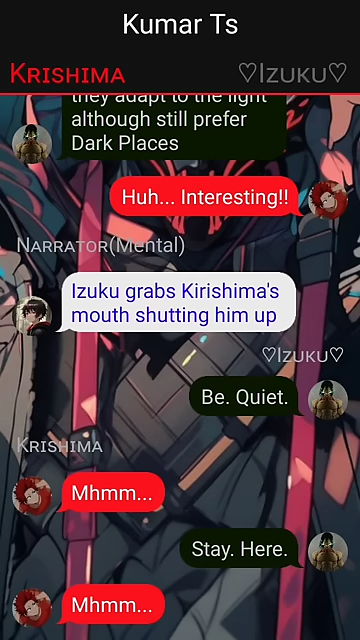 Kumar Ts
KRISHIMA ♡IZUKU♡
they adapt to the light
although still prefer
Dark Places
Huh... Interesting!!
NARRATOR(Mental)
Izuku grabs Kirishima's
mouth shutting him up
♡IZUKU♡
Be. Quiet.
KRISHIMA
Mhmm...
Stay. Here.
Mhmm...